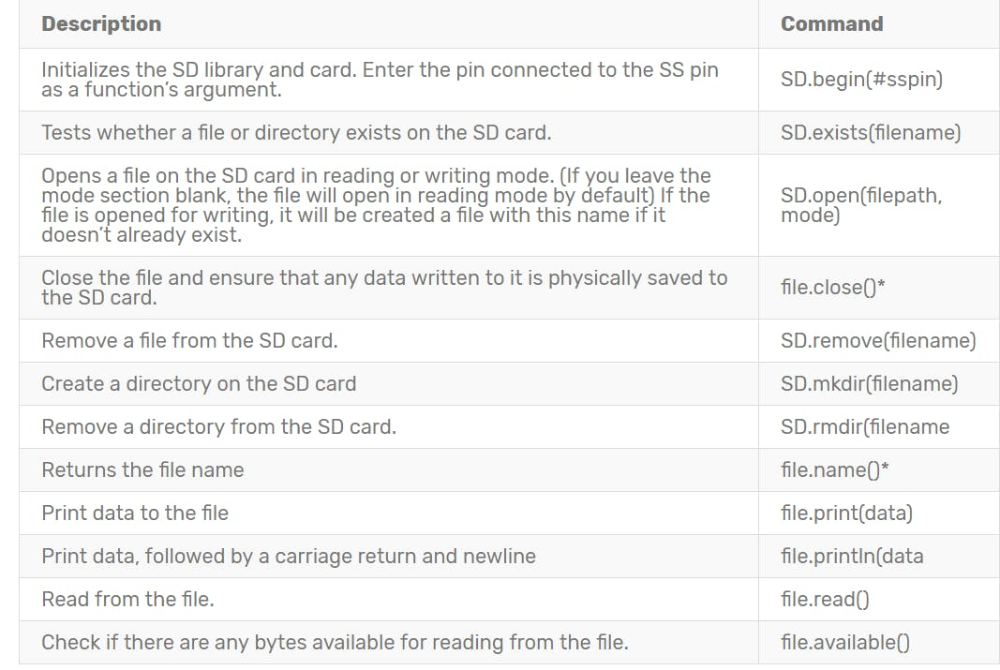 Description Command
Initializes the SD library and card. Enter the pin connected to the SS pin
as a function’s argument.
SD.begin(#sspin)
Tests whether a file or directory exists on the SD card. SD.exists(filename)
Opens a file on the SD card in reading or writing mode. (If you leave the
mode section blank, the file will open in reading mode by default) If the
file is opened for writing, it will be created a file with this name if it
doesn’t already exist.
SD.open(filepath,
mode)
Close the file and ensure that any data written to it is physically saved to
the SD card.
file.close()*
Remove a file from the SD card. SD.remove(filename)
Create a directory on the SD card SD.mkdir(filename)
Remove a directory from the SD card. SD.rmdir(filename
Returns the file name file.name()*
Print data to the file file.print(data)
Print data, followed by a carriage return and newline file.println(data
Read from the file. file.read()
Check if there are any bytes available for reading from the file. file.available()